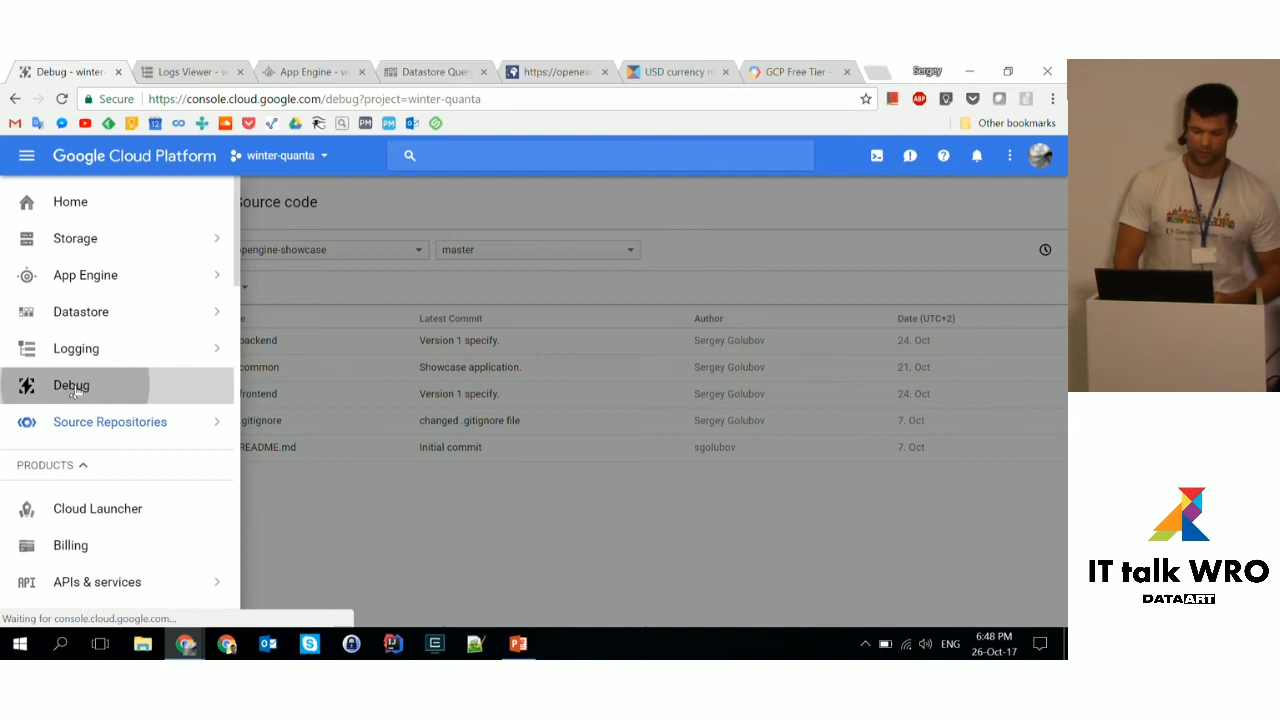 Debug - winter-
Logs Viewer - w
App Engine - w
Datastore Quer
https://openex
USD currency m
GCP Free Tier -
Sergey
Secure
https://console.cloud.google.com/debug?project=winter-quanta
ABP
Other bookmarks
Google Cloud Platform
winter-quanta
Home
Storage
App Engine
Datastore
Logging
Debug
Source Repositories
PRODUCTS
Cloud Launcher
Billing
API
APIs & services
Source code
pengine-showcase
master
Latest Commit
Author
Date (UTC+2)
backend
Version 1 specify.
Sergey Golubov
24. Oct
common
Showcase application.
Sergey Golubov
21. Oct
frontend
Version 1 specify.
Sergey Golubov
24. Oct
gitignore
changed .gitignore file
Sergey Golubov
7. Oct
README.md
Initial commit
sgolubov
7. Oct
Waiting for console.cloud.google.com...
ENG
6:48 PM
26-Oct-17
IT talk WRO
DATAART